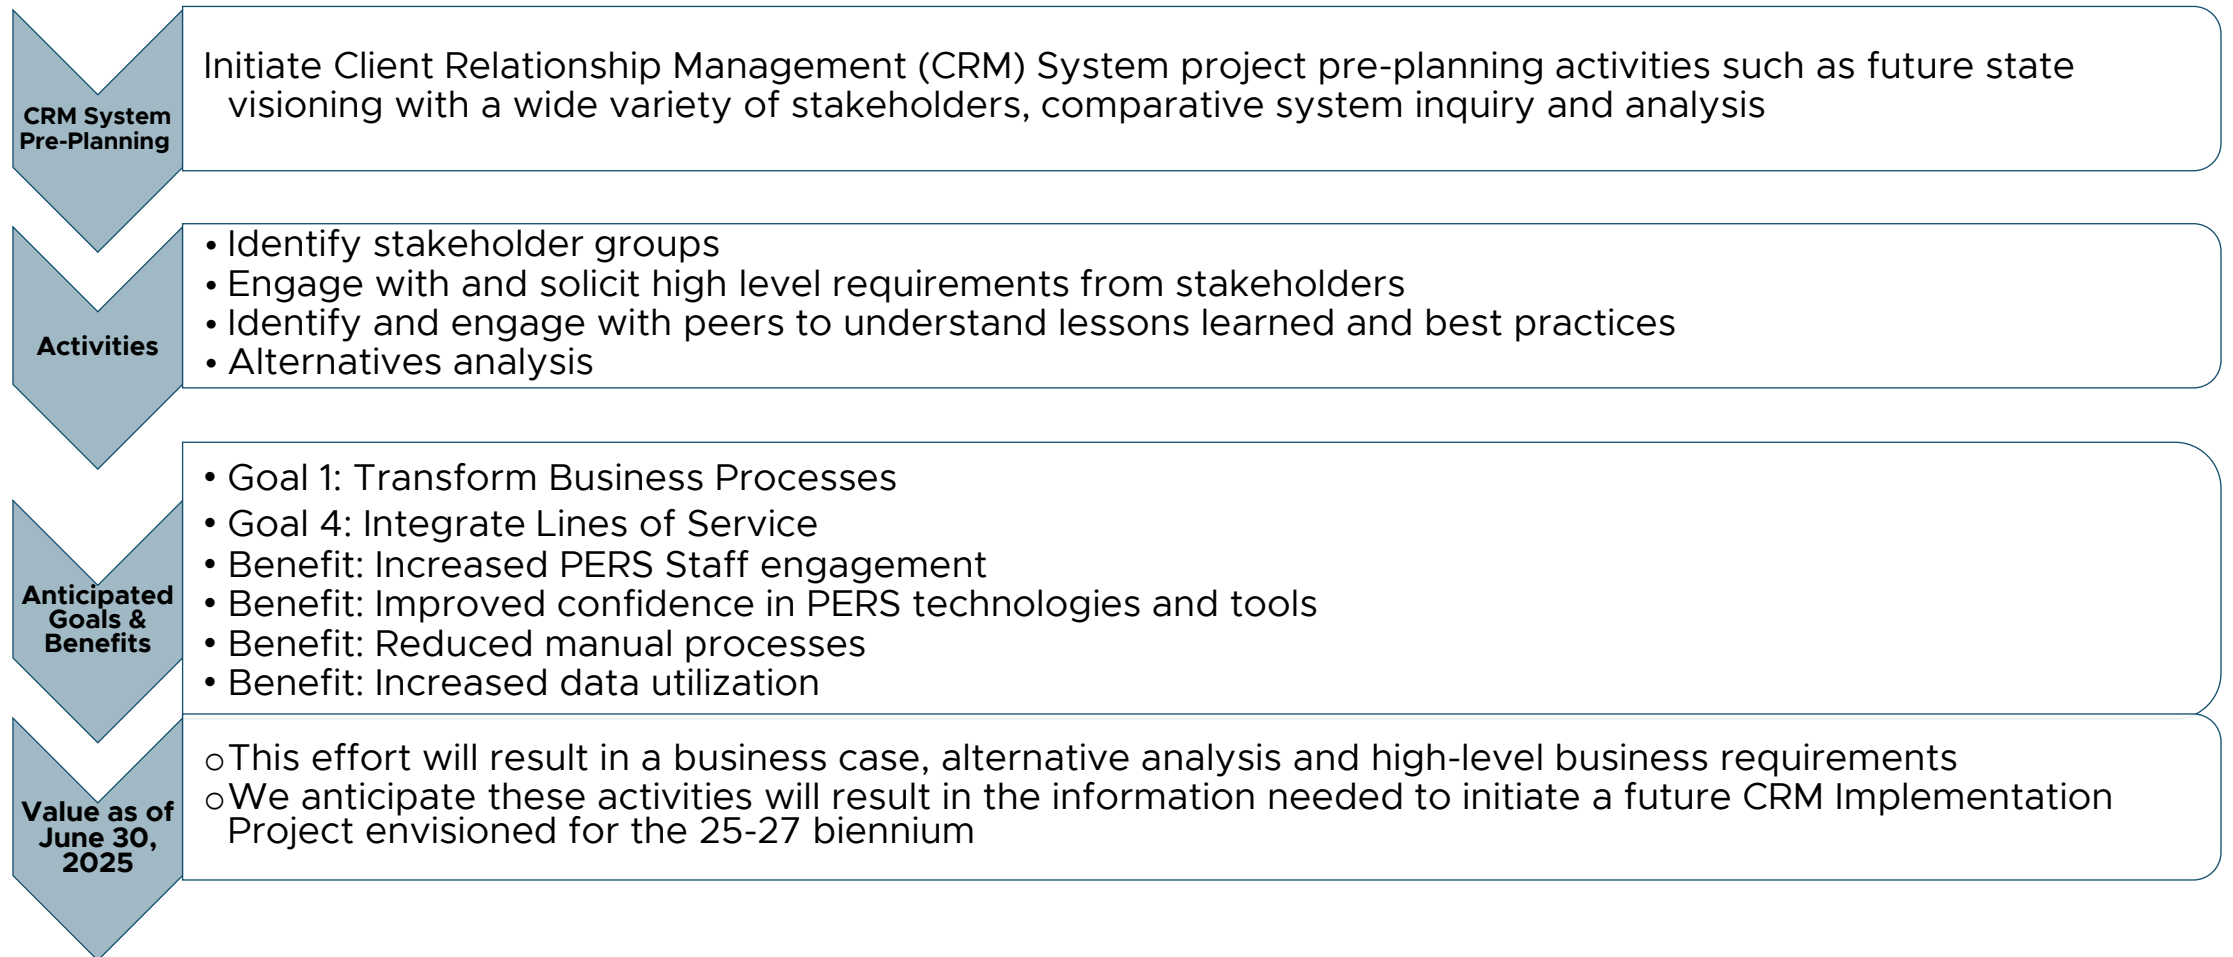 CRM System
Pre-Planning
Initiate Client Relationship Management (CRM) System project pre-planning activities such as future state
visioning with a wide variety of stakeholders, comparative system inquiry and analysis
Activities
• Identify stakeholder groups
• Engage with and solicit high level requirements from stakeholders
• Identify and engage with peers to understand lessons learned and best practices
• Alternatives analysis
Anticipated
Goals &
Benefits
• Goal 1: Transform Business Processes
• Goal 4: Integrate Lines of Service
• Benefit: Increased PERS Staff engagement
• Benefit: Improved confidence in PERS technologies and tools
• Benefit: Reduced manual processes
• Benefit: Increased data utilization
Value as of
June 30,
2025
○This effort will result in a business case, alternative analysis and high-level business requirements
○We anticipate these activities will result in the information needed to initiate a future CRM Implementation
Project envisioned for the 25-27 biennium